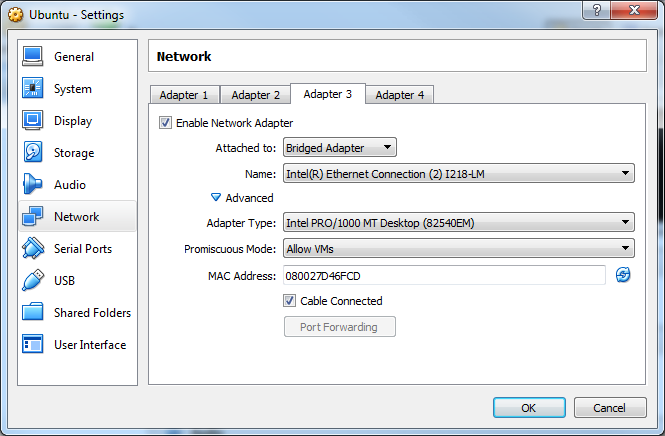 Ubuntu - Settings
General
System
Display
Storage
Audio
Network
Serial Ports
USB
Shared Folders
User Interface
Network
Adapter 1 Adapter 2 Adapter 3 Adapter 4
Enable Network Adapter
Attached to: Bridged Adapter
Name: Intel(R) Ethernet Connection (2) I218-LM
Advanced
Adapter Type: Intel PRO/1000 MT Desktop (82540EM)
Promiscuous Mode: Allow VMs
MAC Address: 080027D46FCD
Cable Connected
Port Forwarding
OK Cancel